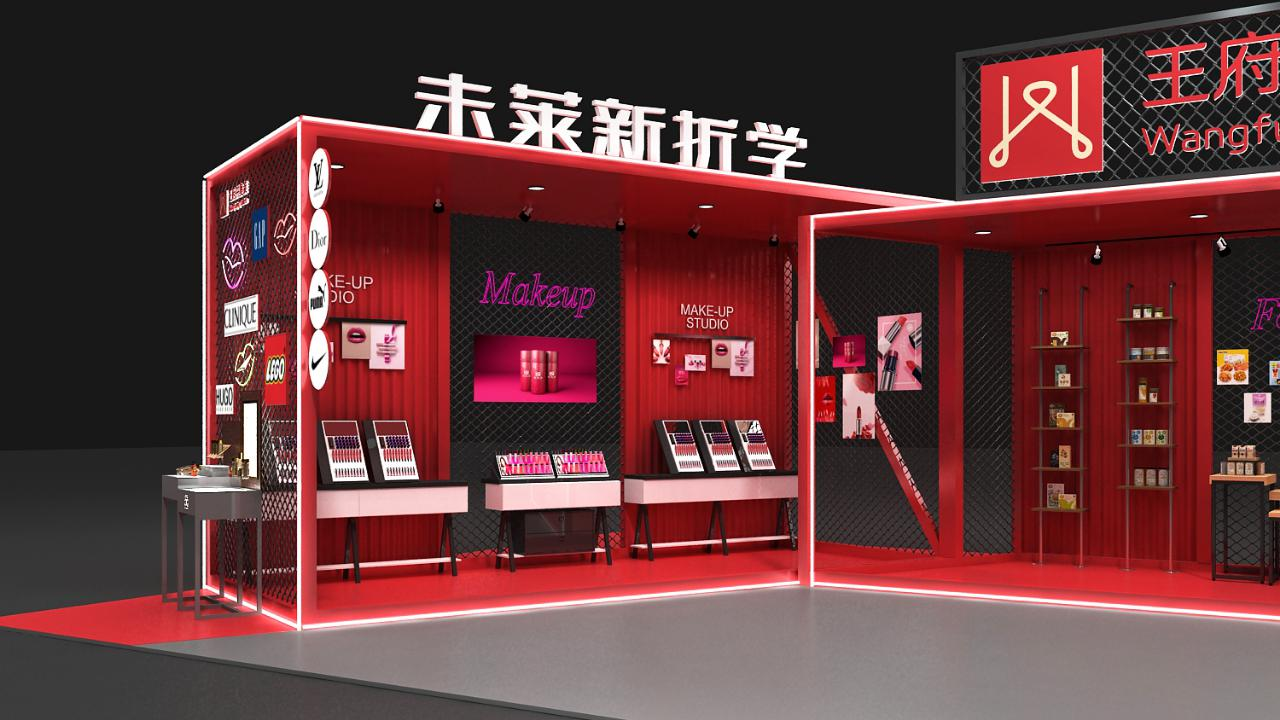 未莱新折学
王府
Wangfu
LV
Dior
PUMA
GAP
CLINIQUE
LEGO
HUGO
KE-UP
DIO
Makeup
MAKE-UP
STUDIO
F